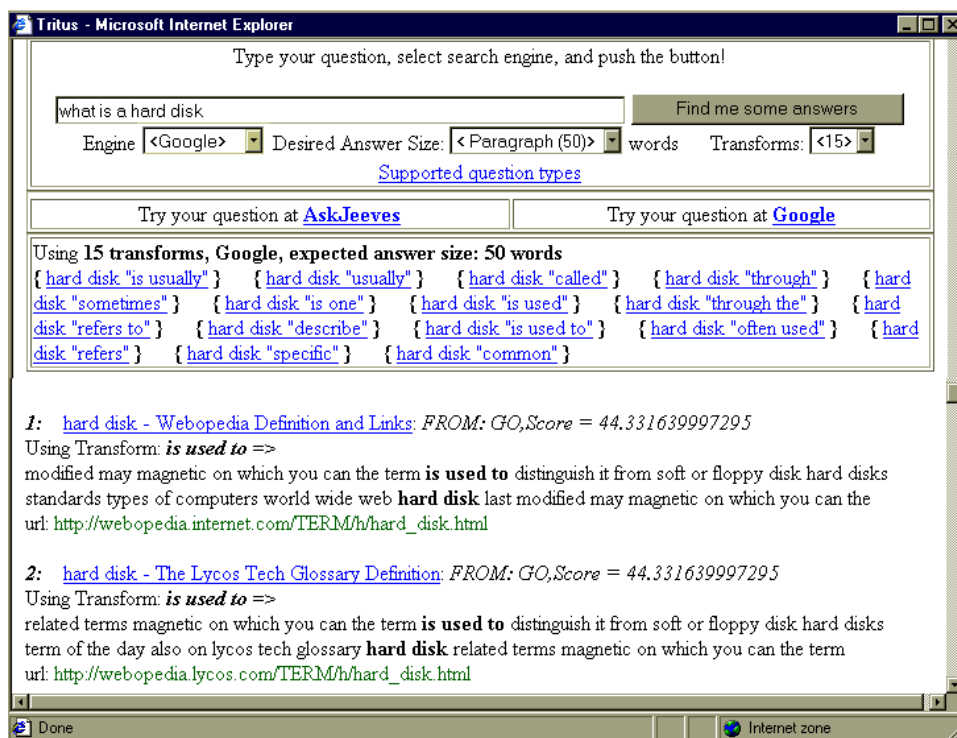 Tritus - Microsoft Internet Explorer
Type your question, select search engine, and push the button!
what is a hard disk
Find me some answers
Engine <Google> Desired Answer Size: < Paragraph (50)> words Transforms: <15>
Supported question types
Try your question at AskJeeves
Try your question at Google
Using 15 transforms, Google, expected answer size: 50 words
{ hard disk "is usually" } { hard disk "usually" } { hard disk "called" } { hard disk "through" } { hard
disk "sometimes" } { hard disk "is one" } { hard disk "is used" } { hard disk "through the" } { hard
disk "refers to" } { hard disk "describe" } { hard disk "is used to" } { hard disk "often used" } { hard
disk "refers" } { hard disk "specific" } { hard disk "common" }
1: hard disk - Webopedia Definition and Links: FROM: GO,Score = 44.331639997295
Using Transform: is used to =>
modified may magnetic on which you can the term is used to distinguish it from soft or floppy disk hard disks
standards types of computers world wide web hard disk last modified may magnetic on which you can the
url: http://webopedia.internet.com/TERM/h/hard_disk.html
2: hard disk - The Lycos Tech Glossary Definition: FROM: GO,Score = 44.331639997295
Using Transform: is used to =>
related terms magnetic on which you can the term is used to distinguish it from soft or floppy disk hard disks
term of the day also on lycos tech glossary hard disk related terms magnetic on which you can the term
url: http://webopedia.lycos.com/TERM/h/hard_disk.html
Done
Internet zone